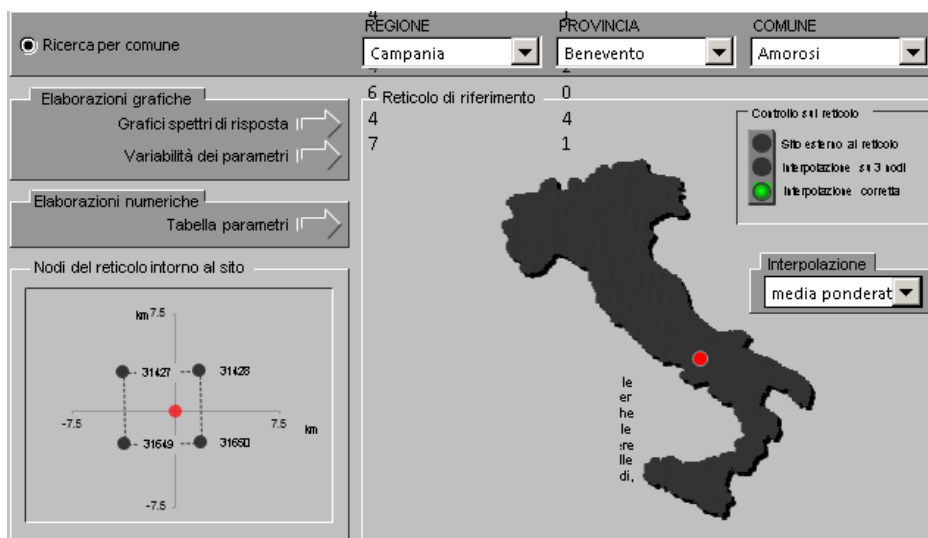 4 1
REGIONE PROVINCIA COMUNE
Ricerca per comune
Campania Benevento Amorosi
2
Elaborazioni grafiche
6 0
Reticolo di riferimento
Grafici spettri di risposta
4 4
Controllo sul reticolo
Variabilità dei parametri
7 1
Sito esterno al reticolo
Interpolazione su 3 nodi
Interpolazione corretta
Elaborazioni numeriche
Tabella parametri
Nodi del reticolo intorno al sito
Interpolazione
media ponderat
km 7.5
31427 31428
-7.5 7.5
km
31649 31650
-7.5
le
er
he
le
re
lle
di,